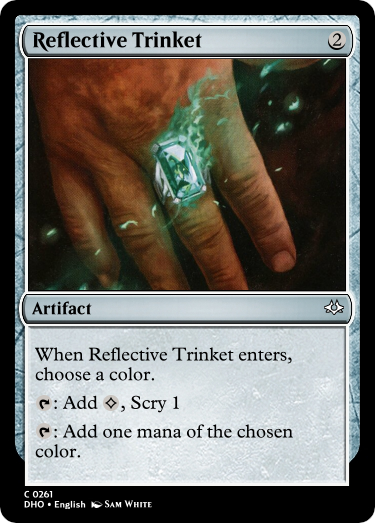 Reflective Trinket 2
Artifact
When Reflective Trinket enters,
choose a color.
: Add , Scry 1
: Add one mana of the chosen
color.
C 0261
DHO • English Sam White